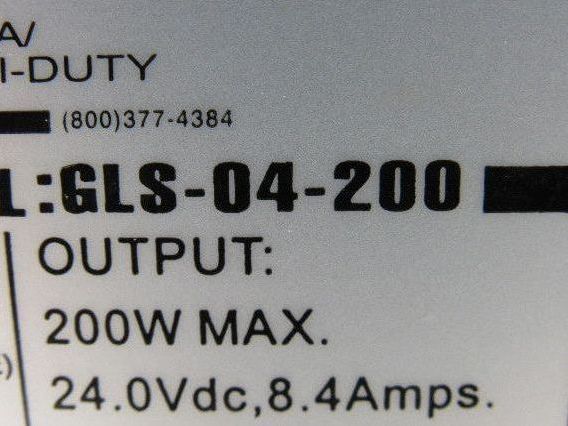 A/
I-DUTY
(800)377-4384
L:GLS-04-200
OUTPUT:
200W MAX.
24.0Vdc,8.4Amps.